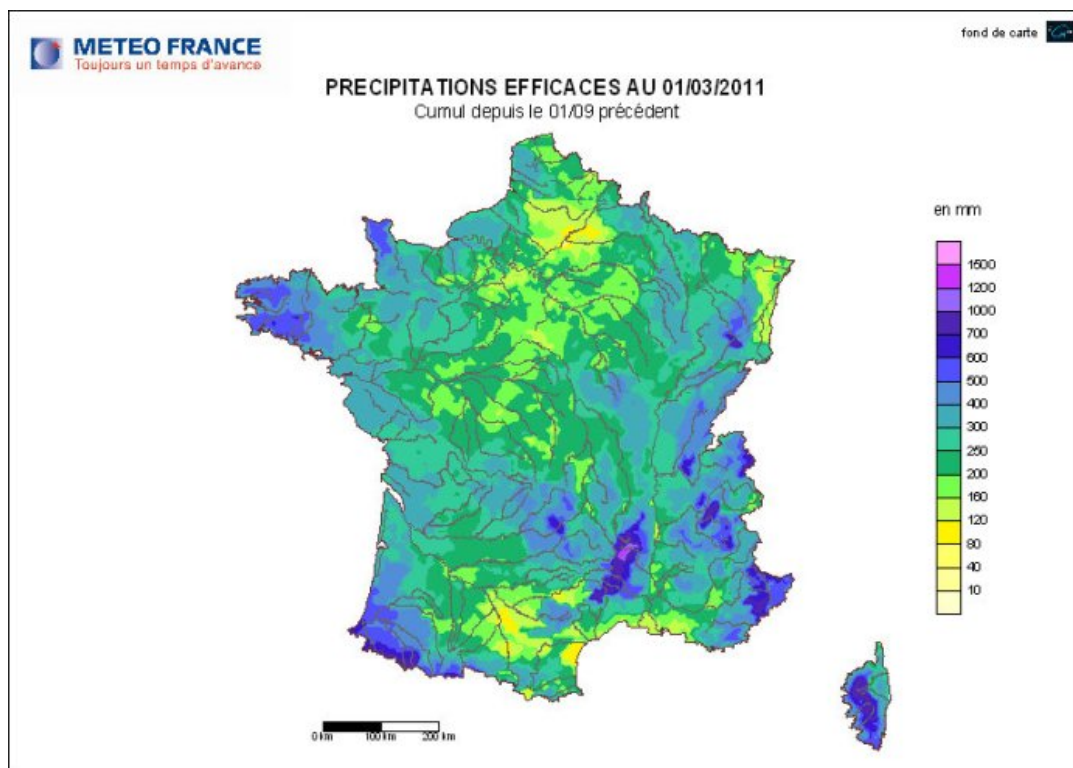 METEO FRANCE
Toujours un temps d'avance
fond de carte
PRECIPITATIONS EFFICACES AU 01/03/2011
Cumul depuis le 01/09 précédent
en mm
1500
1200
1000
700
600
500
400
300
250
200
160
120
80
40
10
0 km 100 km 200 km